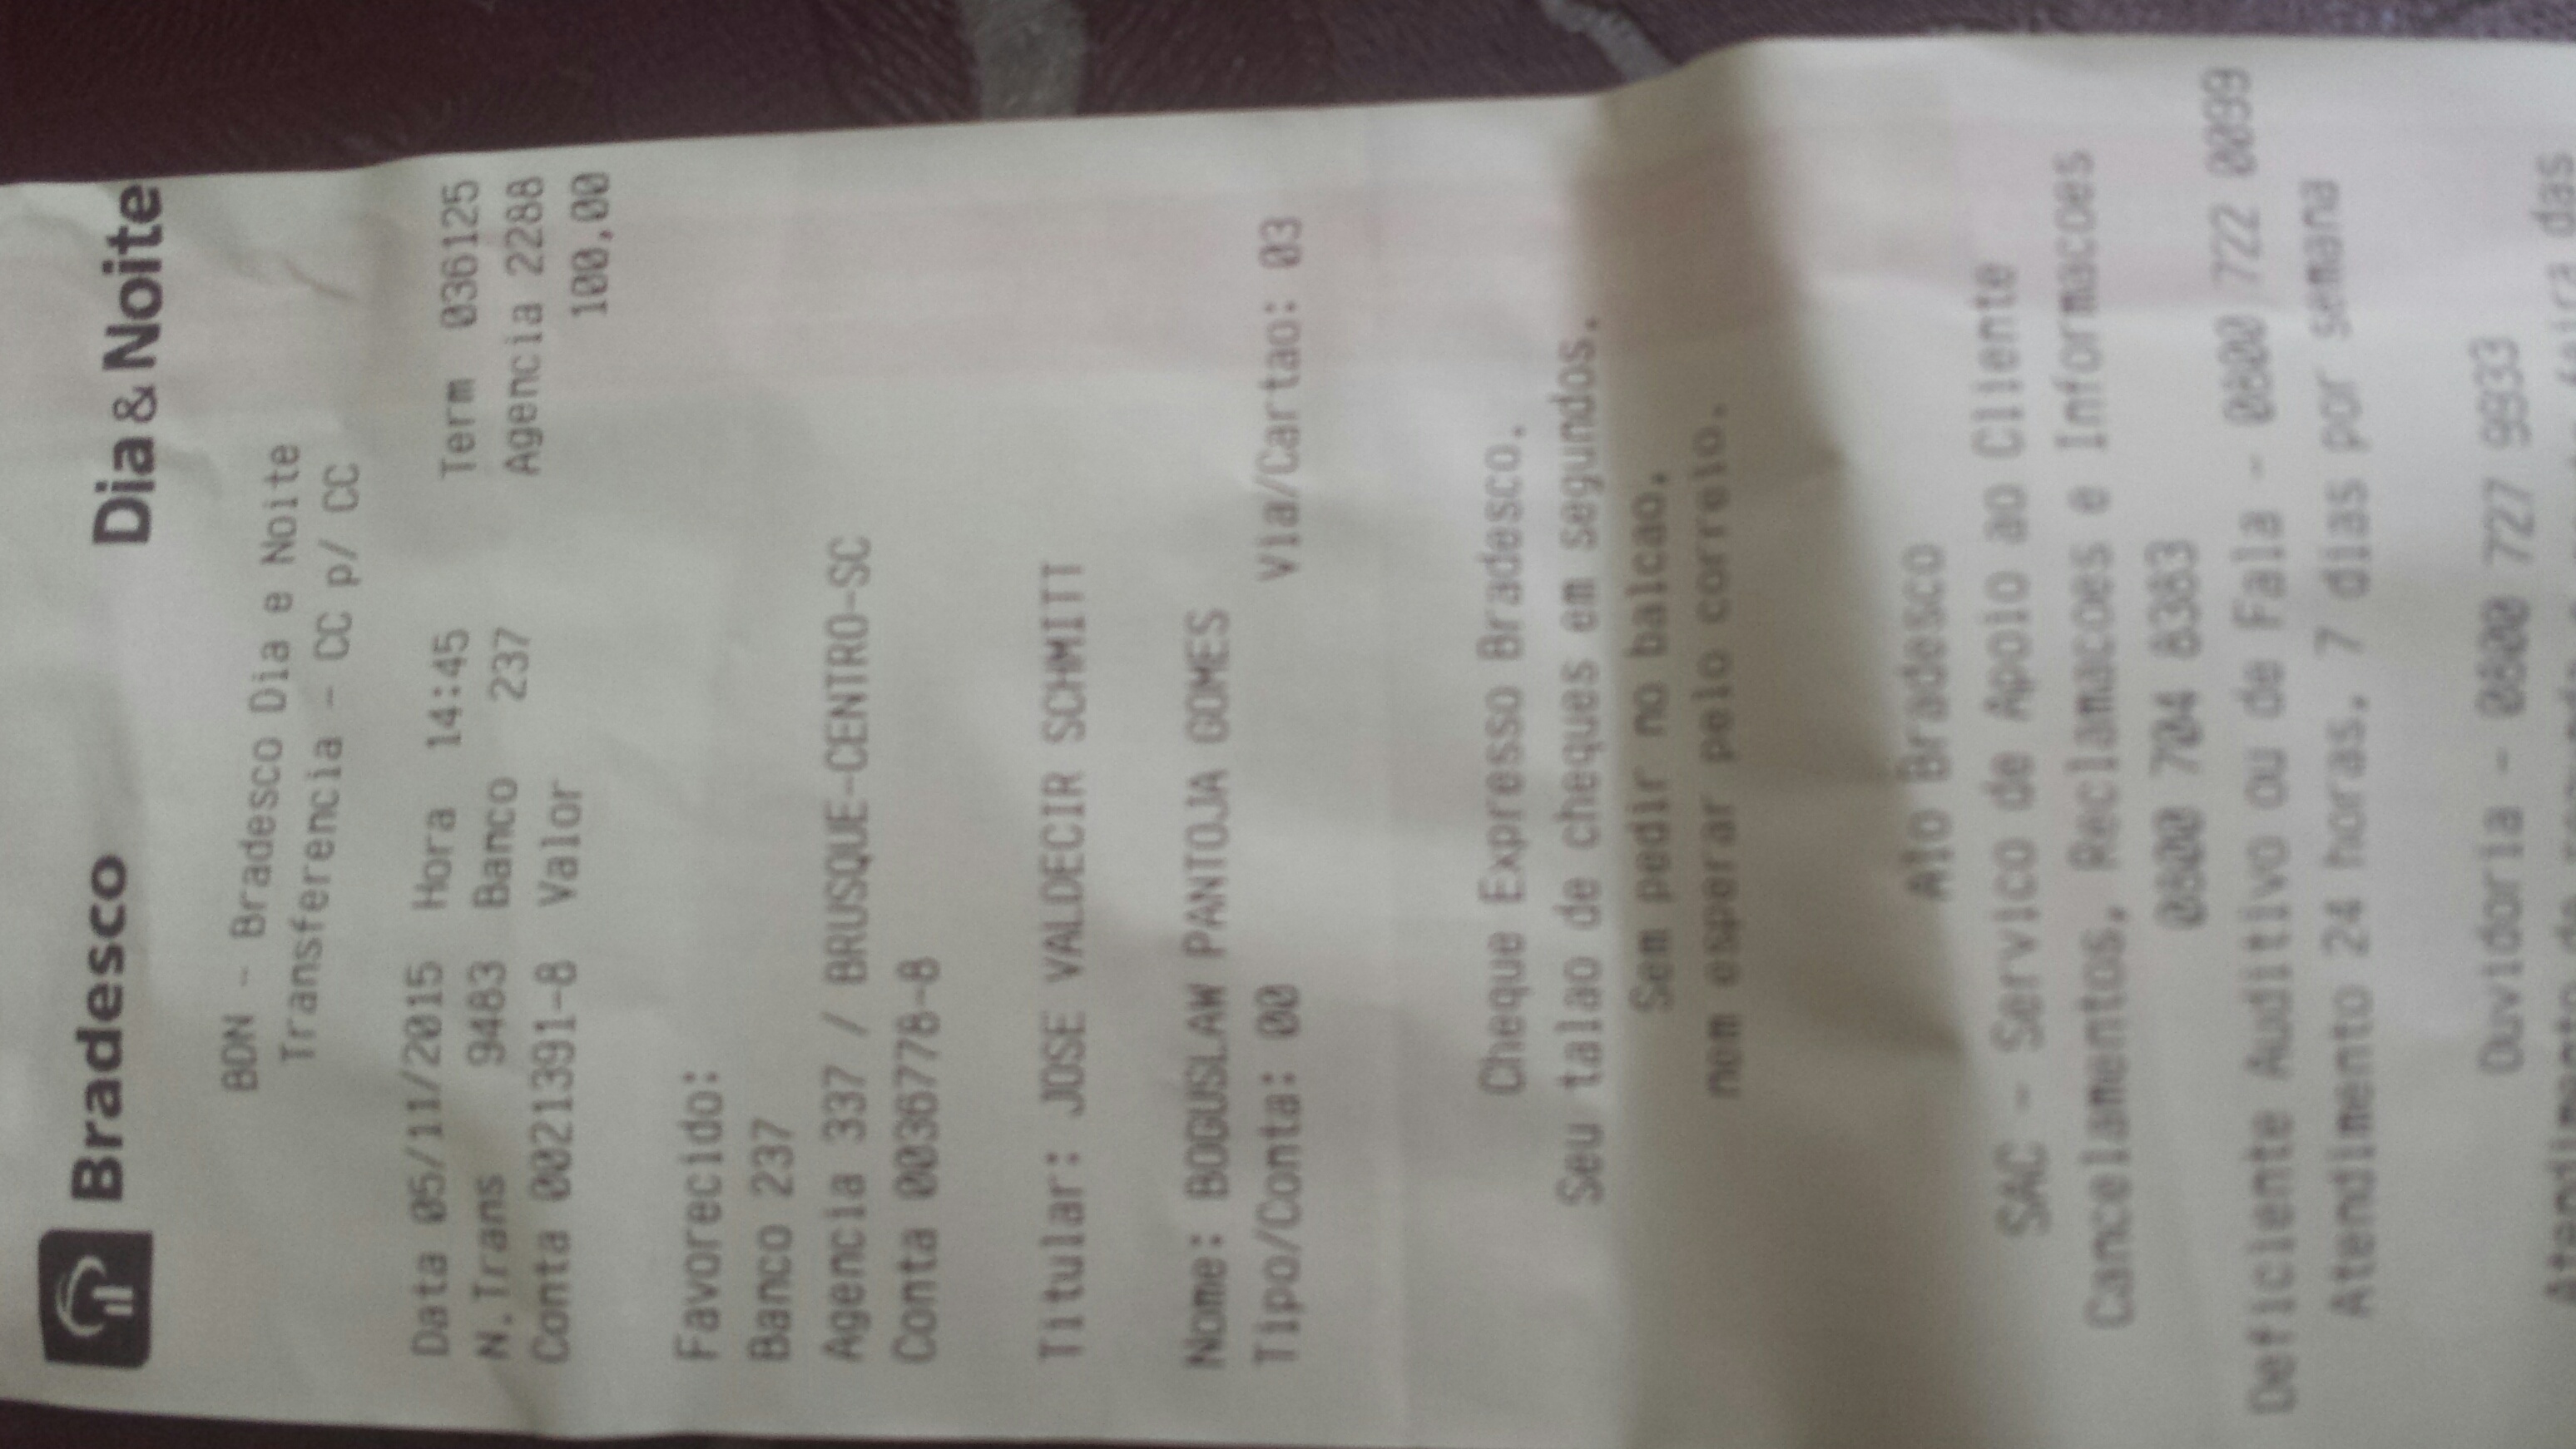 Bradesco Dia&Noite
BDN - Bradesco Dia e Noite
Transferencia - CC p/ CC
Data 05/11/2015 Hora 14:45 Term 036125
N.Trans 9483 Banco 237 Agencia 2288
Conta 0021391-8 Valor 100,00
Favorecido:
Banco 237
Agencia 337 / BRUSQUE-CENTRO-SC
Conta 0036778-8
Titular: JOSE VALDECIR SCHMITT
Nome: BOGUSLAW PANTOJA GOMES
Tipo/Conta: 00 Via/Cartao: 03
Cheque Expresso Bradesco.
Seu talao de cheques em segundos.
Sem pedir no balcao,
nem esperar pelo correio.
Alo Bradesco
SAC - Servico de Apoio ao Cliente
Cancelamentos, Reclamacoes e Informacoes
0800 704 8383
Deficiente Auditivo ou de Fala - 0800 722 0099
Atendimento 24 horas, 7 dias por semana
Ouvidoria - 0800 727 9933
Atendimento de das